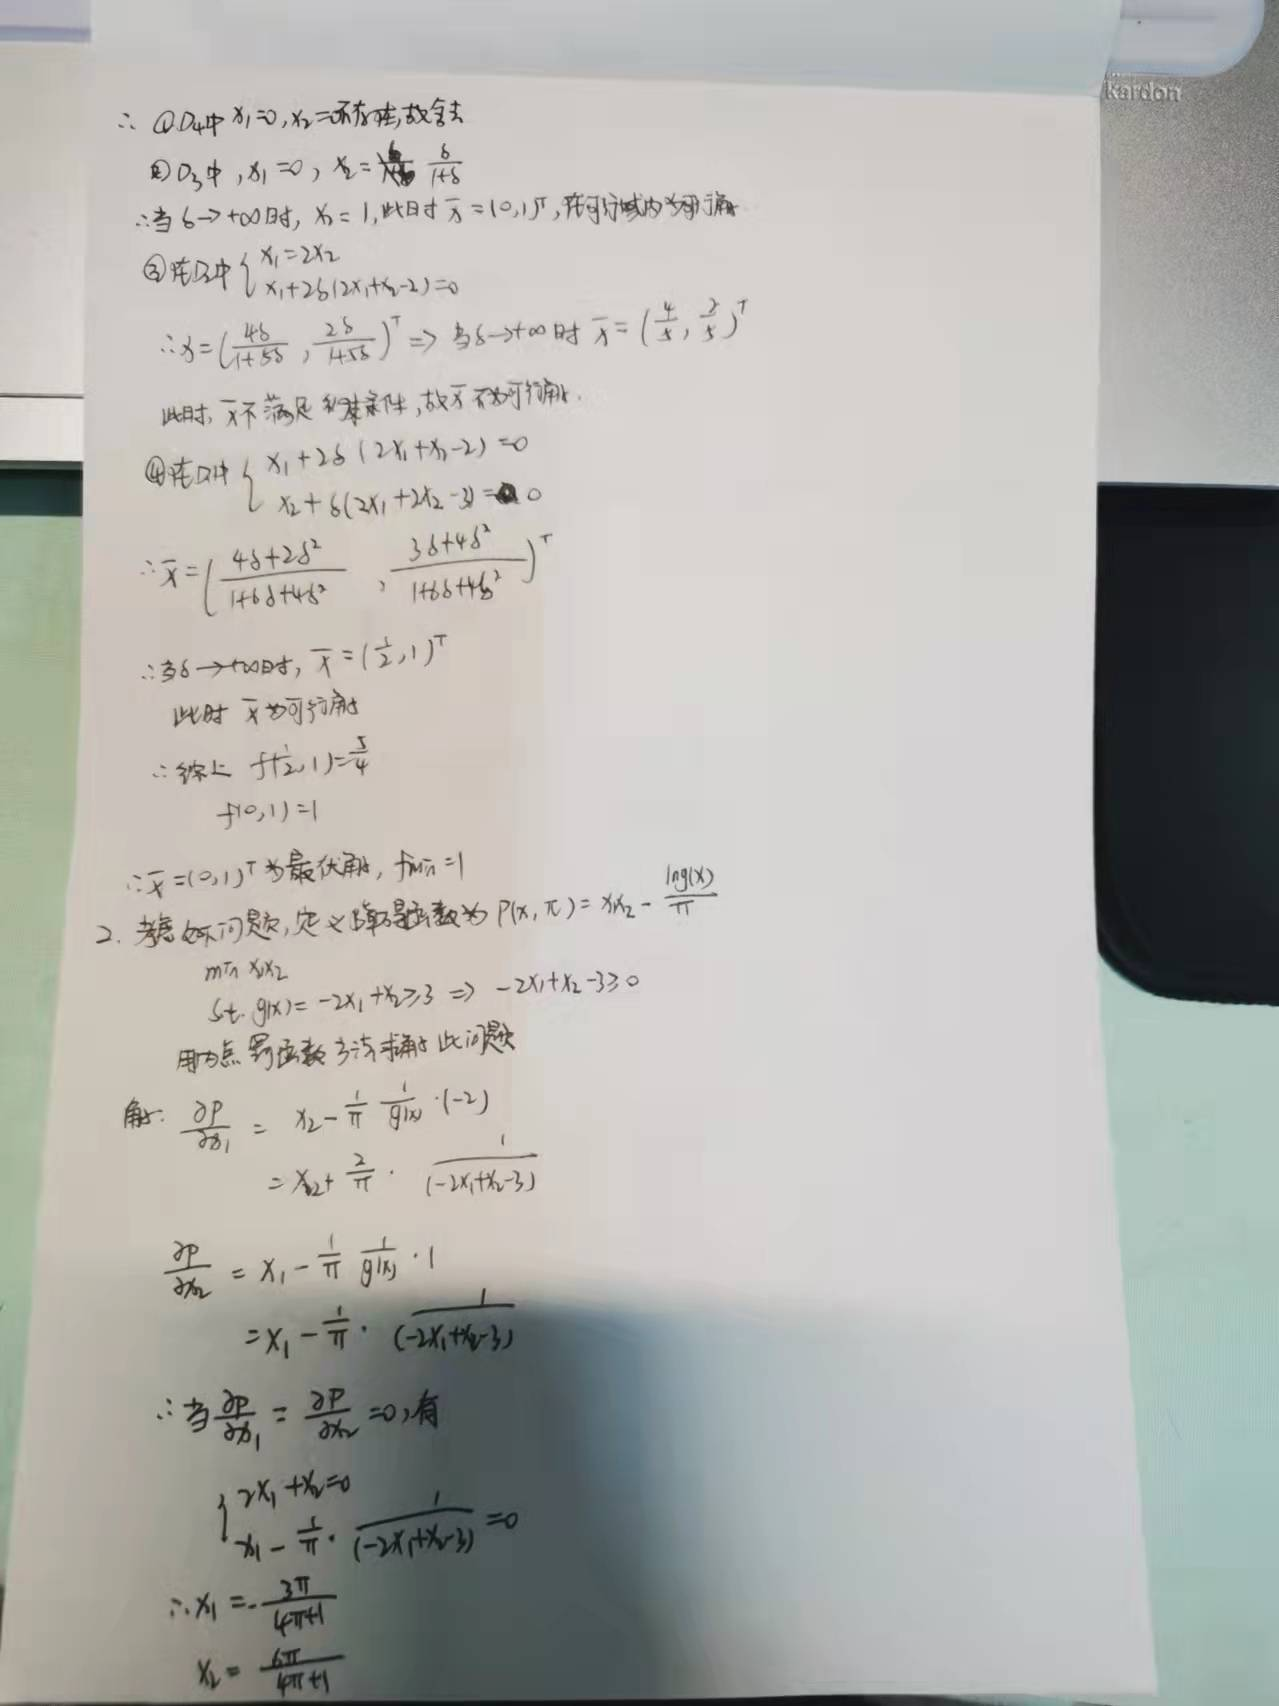 kardon
∴ ①D4中 x1=0, x2=不存在,故舍去
② D3中, x1=0, x2= δ/(1+δ)
∴当δ→+∞时, x2=1,此时 x̄=(0,1)ᵀ,在可行域内为可行解
③在D2中 { x1=2x2
x1+2δ(2x1+x2-2)=0
∴x=(4δ/(1+5δ), 2δ/(1+5δ))ᵀ => 当δ→+∞时 x̄=(4/5, 2/5)ᵀ
此时, x̄不满足约束条件,故x̄不为可行解.
④在D1中 { x1+2δ(2x1+x2-2)=0
x2+δ(2x1+2x2-3)=0
∴x̄=((4δ+2δ²)/(1+6δ+4δ²), (3δ+4δ²)/(1+6δ+4δ²))ᵀ
∴当δ→+∞时, x̄=(1/2,1)ᵀ
此时 x̄为可行解
∴综上 f(1/2,1)=5/4
f(0,1)=1
∴x̄=(0,1)ᵀ为最优解, fmin=1
2. 考虑如下问题,定义障碍函数为 P(x,π)=x1x2- lng(x)/π
min x1x2
s.t. g(x)=-2x1+x2≥3 => -2x1+x2-3≥0
用内点罚函数方法求解此问题
解: ∂P/∂x1 = x2- 1/π 1/g(x) ·(-2)
=x2+ 2/π · 1/(-2x1+x2-3)
∂P/∂x2 = x1- 1/π 1/g(x) ·1
=x1- 1/π · 1/(-2x1+x2-3)
∴当 ∂P/∂x1 = ∂P/∂x2 =0,有
{ 2x1+x2=0
x1- 1/π · 1/(-2x1+x2-3) =0
∴x1=- 3π/(4π+1)
x2= 6π/(4π+1)